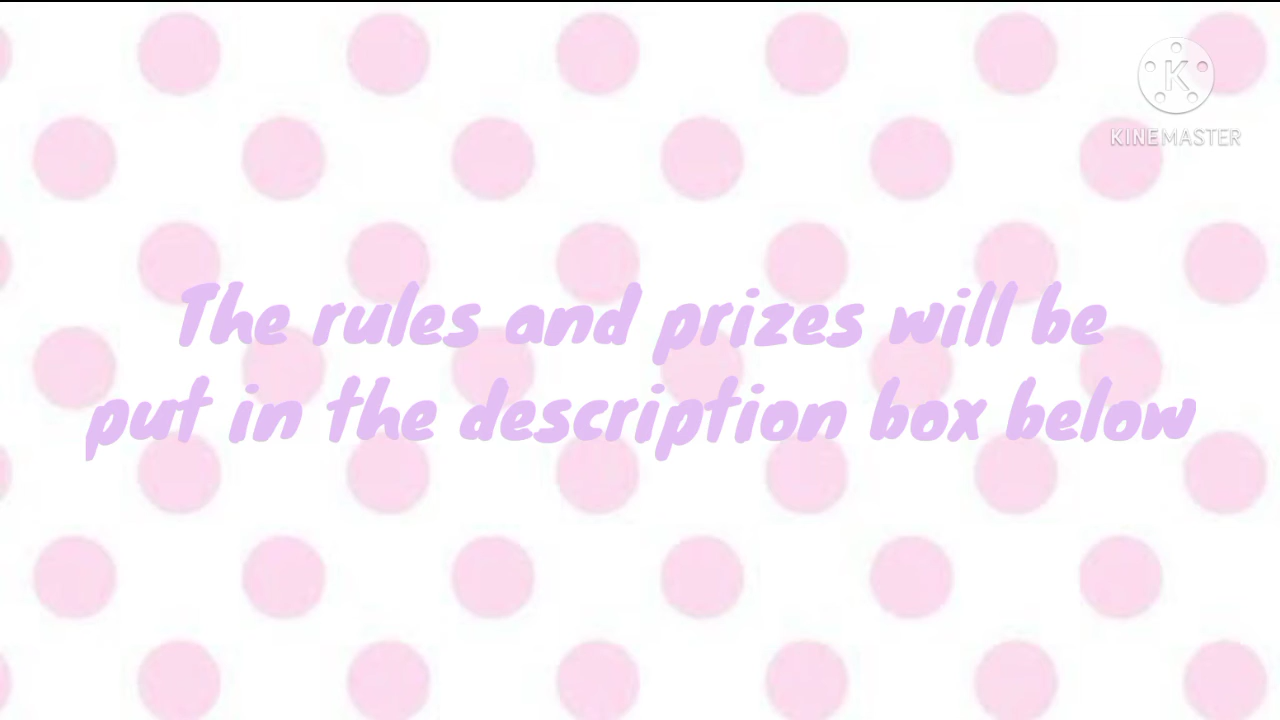 K
KINEMASTER
The rules and prizes will be
put in the description box below